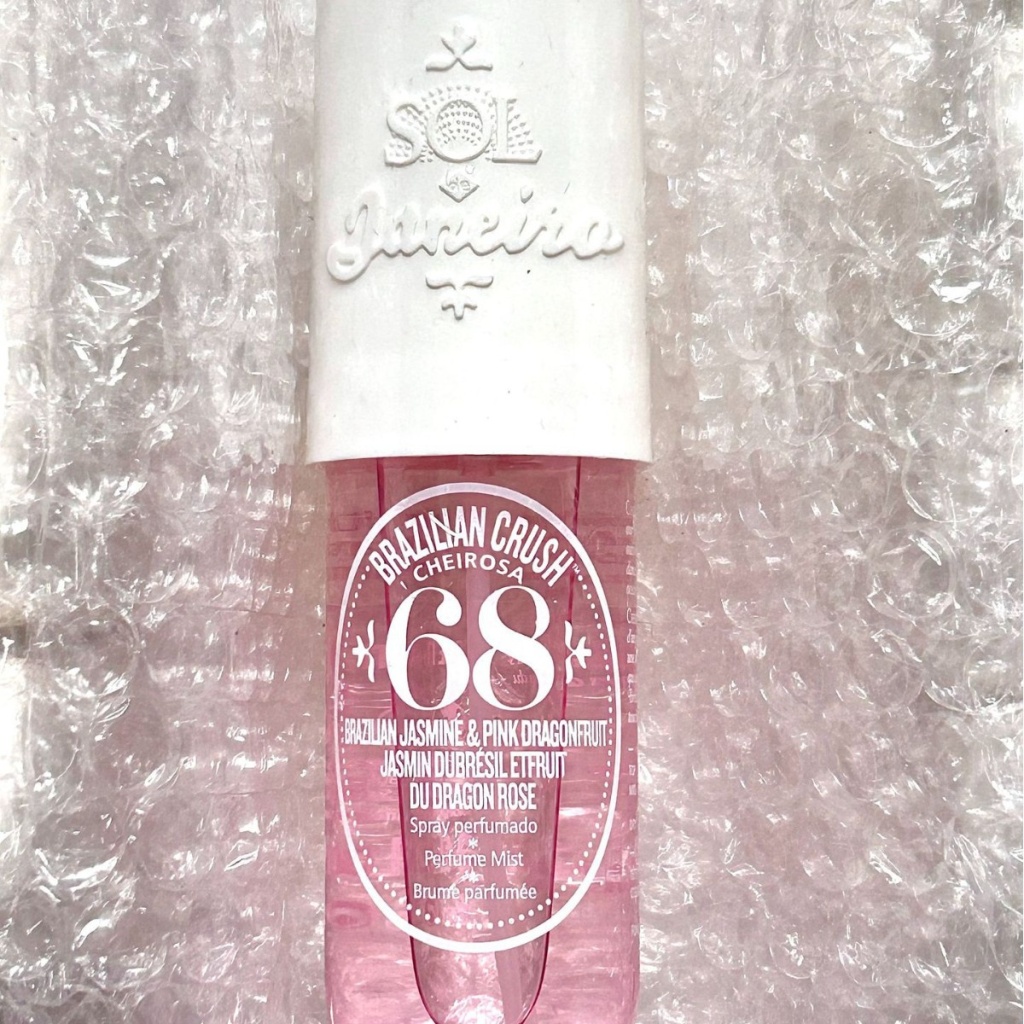 SOL
de
Janeiro
BRAZILIAN CRUSH™
CHEIROSA
68
BRAZILIAN JASMINE & PINK DRAGONFRUIT
JASMIN DUBRÉSIL ETFRUIT
DU DRAGON ROSE
Spray perfumado
*
Perfume Mist
*
Brume parfumée